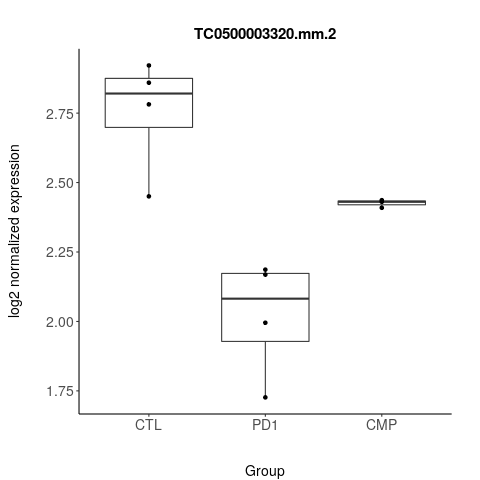 TC0500003320.mm.2
log2 normalized expression
2.75
2.50
2.25
2.00
1.75
CTL PD1 CMP
Group